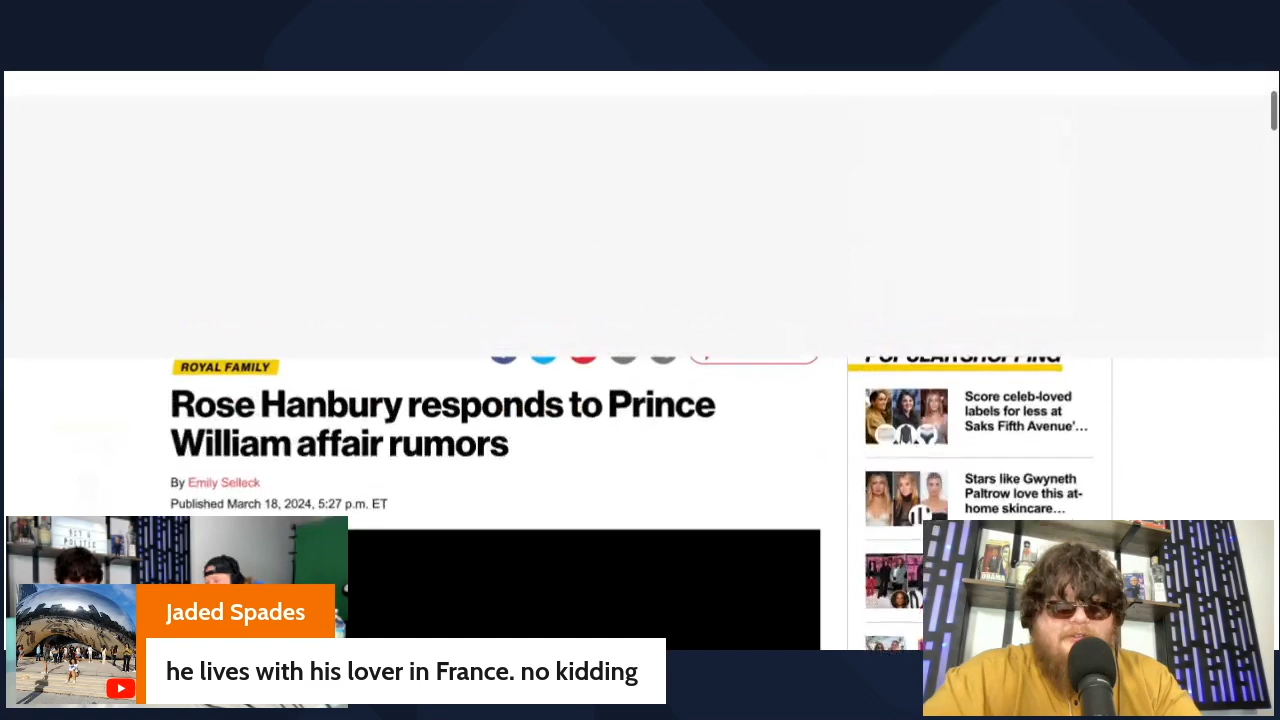 ROYAL FAMILY
Rose Hanbury responds to Prince
William affair rumors
By Emily Selleck
Published March 18, 2024, 5:27 p.m. ET
POPULAR SHOPPING
Score celeb-loved
labels for less at
Saks Fifth Avenue'...
Stars like Gwyneth
Paltrow love this at-
home skincare...
Jaded Spades
he lives with his lover in France. no kidding